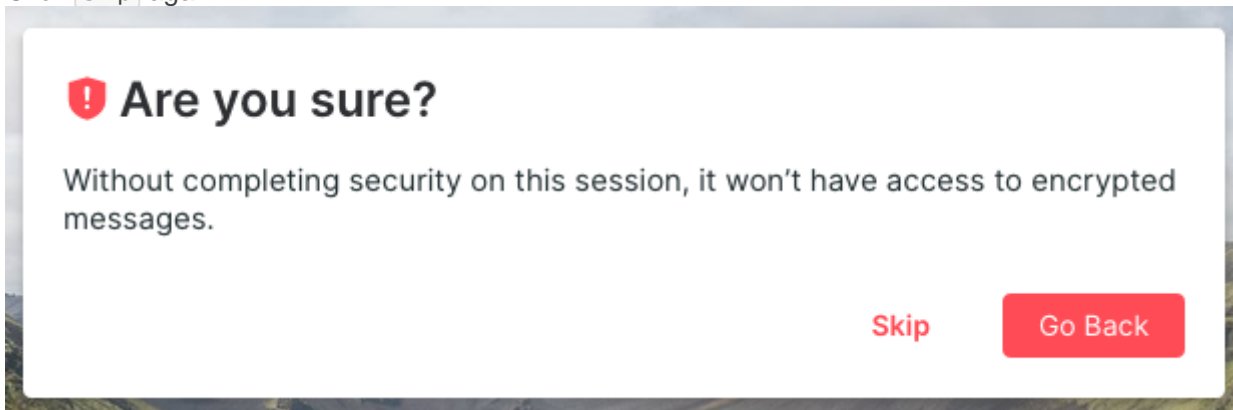 Are you sure?
Without completing security on this session, it won’t have access to encrypted
messages.
Skip
Go Back